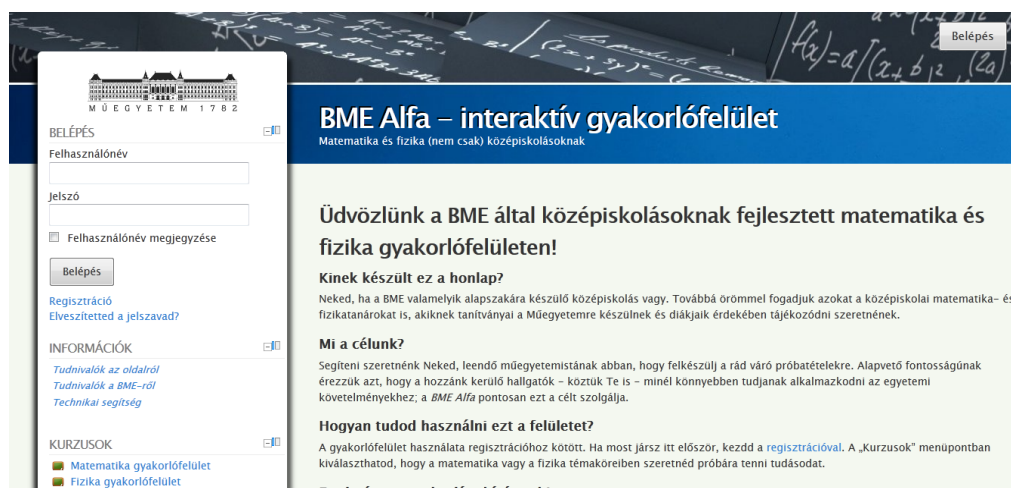 Belépés
MŰEGYETEM 1782
BELÉPÉS
Felhasználónév
Jelszó
Felhasználónév megjegyzése
Belépés
Regisztráció
Elveszítetted a jelszavad?
INFORMÁCIÓK
Tudnivalók az oldalról
Tudnivalók a BME-ről
Technikai segítség
KURZUSOK
Matematika gyakorlófelület
Fizika gyakorlófelület
BME Alfa – interaktív gyakorlófelület
Matematika és fizika (nem csak) középiskolásoknak
Üdvözlünk a BME által középiskolásoknak fejlesztett matematika és
fizika gyakorlófelületen!
Kinek készült ez a honlap?
Neked, ha a BME valamelyik alapszakára készülő középiskolás vagy. Továbbá örömmel fogadjuk azokat a középiskolai matematika- és
fizikatanárokat is, akiknek tanítványai a Műegyetemre készülnek és diákjaik érdekében tájékozódni szeretnének.
Mi a célunk?
Segíteni szeretnénk Neked, leendő műegyetemistának abban, hogy felkészülj a rád váró próbatételekre. Alapvető fontosságúnak
érezzük azt, hogy a hozzánk kerülő hallgatók – köztük Te is – minél könnyebben tudjanak alkalmazkodni az egyetemi
követelményekhez; a BME Alfa pontosan ezt a célt szolgálja.
Hogyan tudod használni ezt a felületet?
A gyakorlófelület használata regisztrációhoz kötött. Ha most jársz itt először, kezdd a regisztrációval. A „Kurzusok" menüpontban
kiválaszthatod, hogy a matematika vagy a fizika témaköreiben szeretnéd próbára tenni tudásodat.